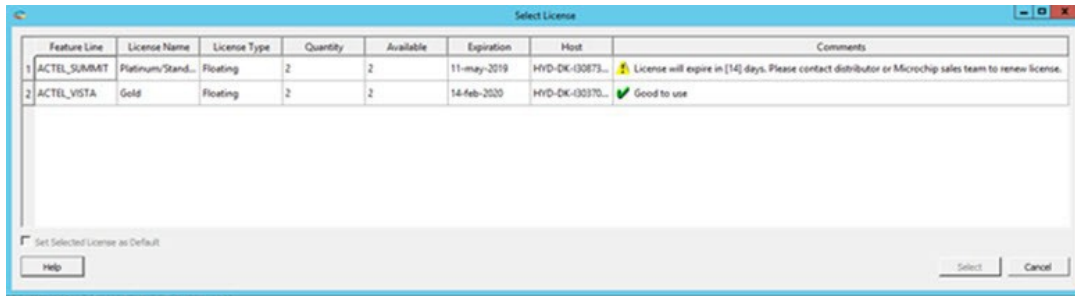 Select License
Feature Line License Name License Type Quantity Available Expiration Host Comments
1 ACTEL_SUMMIT Platinum/Stand... Floating 2 2 11-may-2019 HYD-DK-I30873... License will expire in [14] days. Please contact distributor or Microchip sales team to renew license.
2 ACTEL_VISTA Gold Floating 2 2 14-feb-2020 HYD-DK-I30370... Good to use
Set Selected License as Default
Help Select Cancel